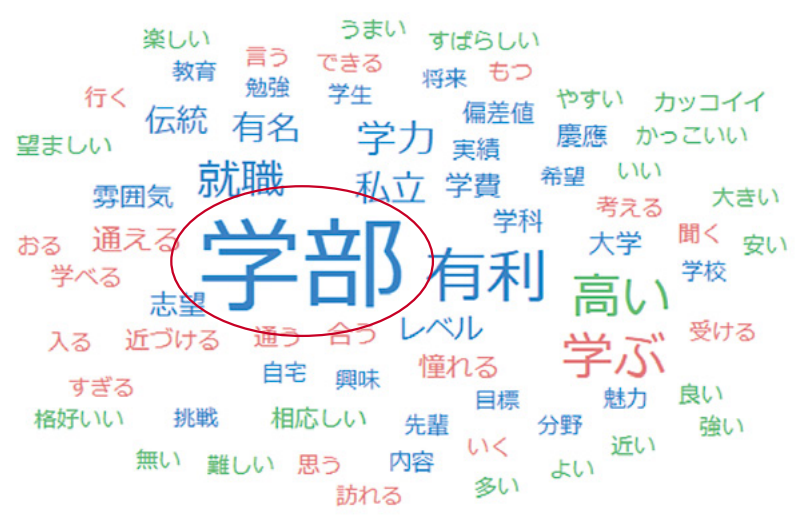 楽しい
うまい
すばらしい
言う
できる
教育
将来
もつ
勉強
学生
行く
やすい
カッコイイ
偏差値
伝統
有名
学力
慶應
かっこいい
望ましい
実績
就職
いい
希望
私立
学費
雰囲気
大きい
考える
学科
聞く
おる
通える
大学
安い
学部
学校
学べる
有利
高い
志望
レベル
受ける
入る
近づける
通う
合う
学ぶ
憧れる
自宅
興味
すぎる
目標
魅力
良い
格好いい
挑戦
相応しい
先輩
分野
強い
いく
近い
無い
難しい
思う
内容
よい
多い
訪れる